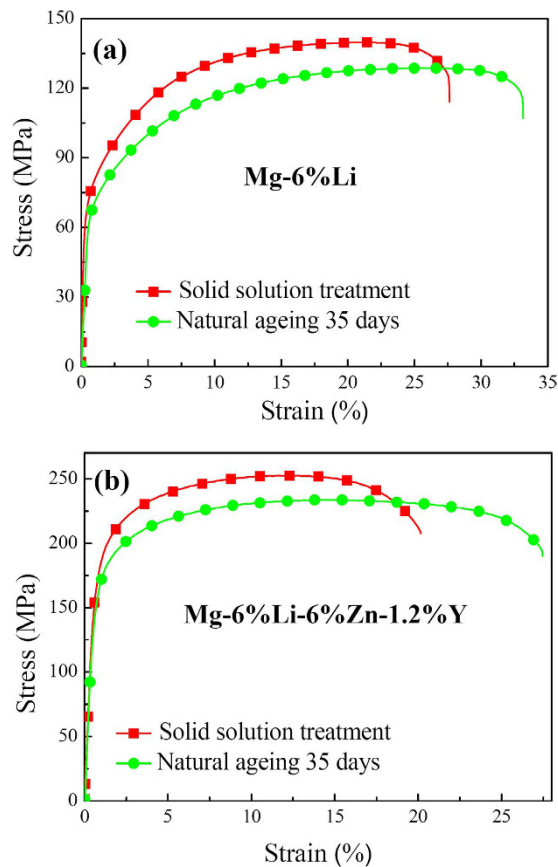 (a)
150
120
90
60
30
0
Stress (MPa)
Mg-6%Li
Solid solution treatment
Natural ageing 35 days
0 5 10 15 20 25 30 35
Strain (%)
(b)
250
200
150
100
50
0
Stress (MPa)
Mg-6%Li-6%Zn-1.2%Y
Solid solution treatment
Natural ageing 35 days
0 5 10 15 20 25
Strain (%)